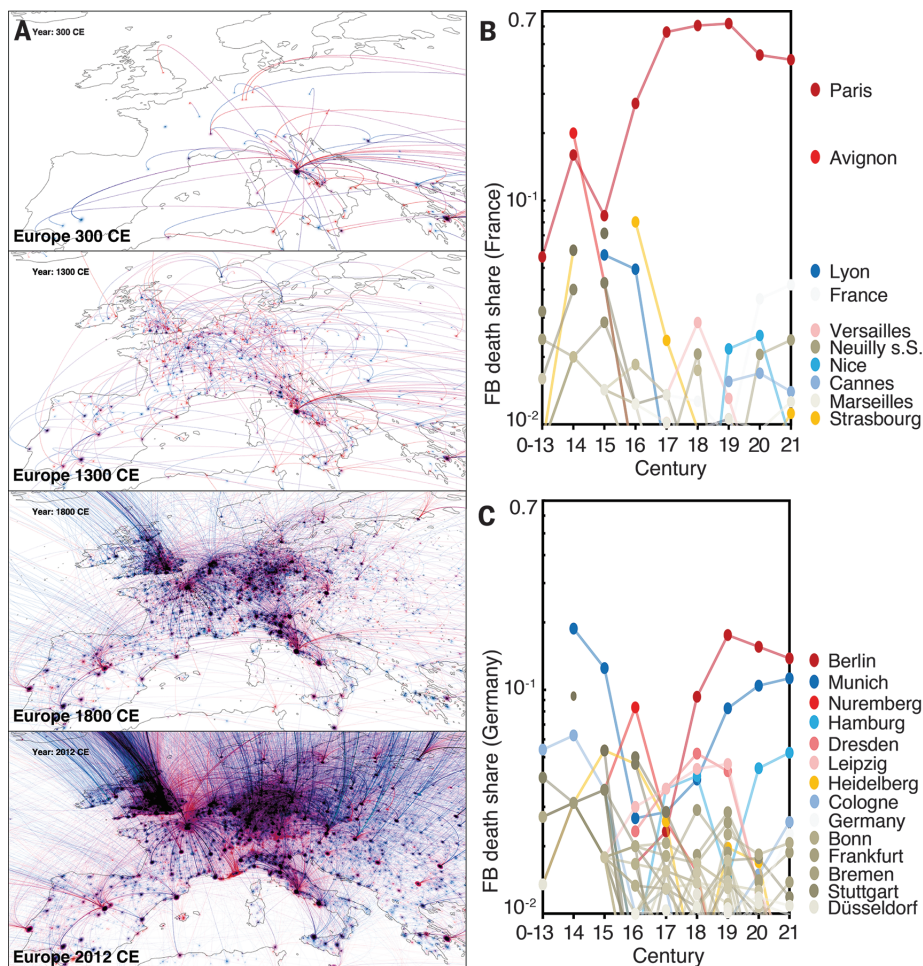 A
Year: 300 CE
Europe 300 CE
Year: 1300 CE
Europe 1300 CE
Year: 1800 CE
Europe 1800 CE
Year: 2012 CE
Europe 2012 CE
B
0.7
10-1
10-2
FB death share (France)
0-13 14 15 16 17 18 19 20 21
Century
Paris
Avignon
Lyon
France
Versailles
Neuilly s.S.
Nice
Cannes
Marseilles
Strasbourg
C
0.7
10-1
10-2
FB death share (Germany)
0-13 14 15 16 17 18 19 20 21
Century
Berlin
Munich
Nuremberg
Hamburg
Dresden
Leipzig
Heidelberg
Cologne
Germany
Bonn
Frankfurt
Bremen
Stuttgart
Düsseldorf